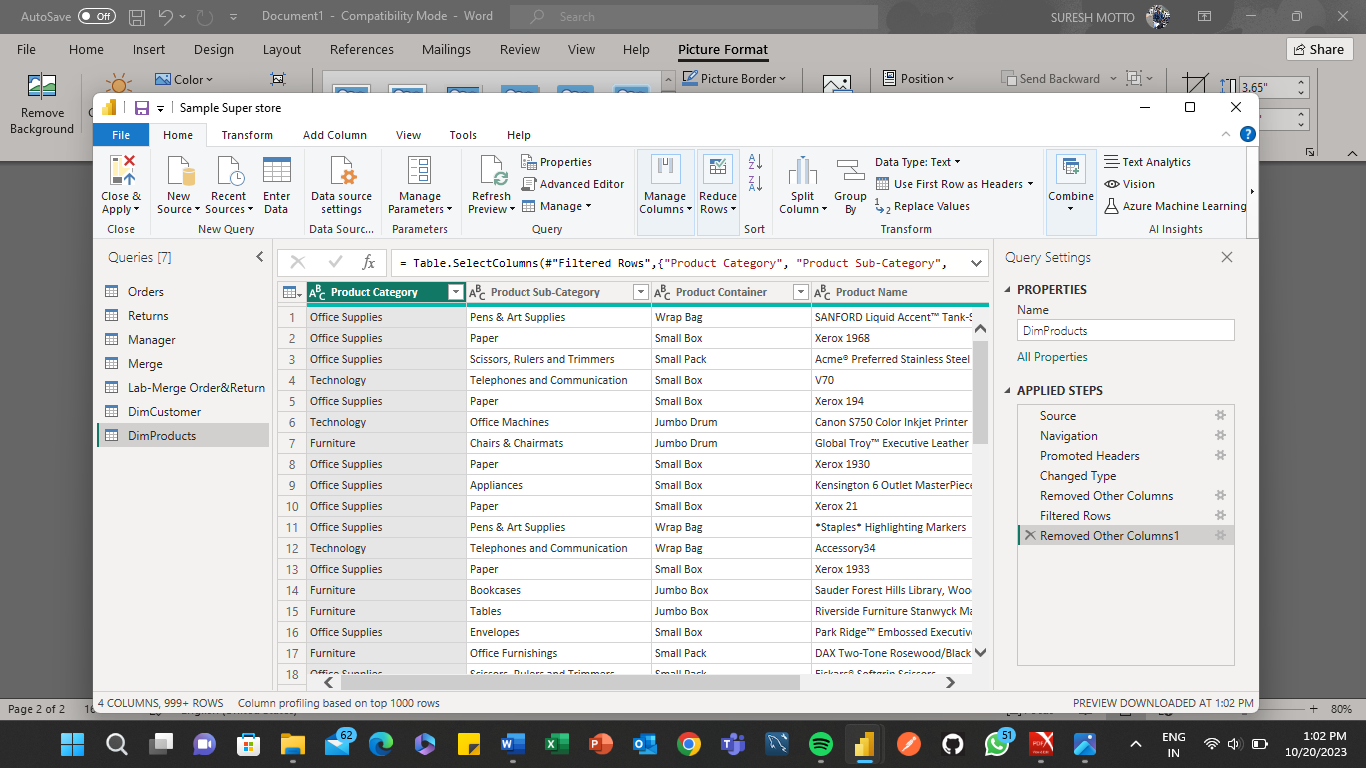 AutoSave Off Document1 - Compatibility Mode - Word Search SURESH MOTTO
File Home Insert Design Layout References Mailings Review View Help Picture Format Share
Remove Background
Color
Picture Border
Position
Send Backward
3.65"
Sample Super store
File Home Transform Add Column View Tools Help
Close & Apply
New Source
Recent Sources
Enter Data
Data source settings
Manage Parameters
Refresh Preview
Properties
Advanced Editor
Manage
Manage Columns
Reduce Rows
Split Column
Group By
Data Type: Text
Use First Row as Headers
Replace Values
Combine
Text Analytics
Vision
Azure Machine Learning
Close New Query Data Sourc... Parameters Query Sort Transform AI Insights
Queries [7]
Orders
Returns
Manager
Merge
Lab-Merge Order&Return
DimCustomer
DimProducts
fx = Table.SelectColumns(#"Filtered Rows",{"Product Category", "Product Sub-Category",
Product Category Product Sub-Category Product Container Product Name
1 Office Supplies Pens & Art Supplies Wrap Bag SANFORD Liquid Accent™ Tank-S
2 Office Supplies Paper Small Box Xerox 1968
3 Office Supplies Scissors, Rulers and Trimmers Small Pack Acme® Preferred Stainless Steel
4 Technology Telephones and Communication Small Box V70
5 Office Supplies Paper Small Box Xerox 194
6 Technology Office Machines Jumbo Drum Canon S750 Color Inkjet Printer
7 Furniture Chairs & Chairmats Jumbo Drum Global Troy™ Executive Leather
8 Office Supplies Paper Small Box Xerox 1930
9 Office Supplies Appliances Small Box Kensington 6 Outlet MasterPiece
10 Office Supplies Paper Small Box Xerox 21
11 Office Supplies Pens & Art Supplies Wrap Bag *Staples* Highlighting Markers
12 Technology Telephones and Communication Wrap Bag Accessory34
13 Office Supplies Paper Small Box Xerox 1933
14 Furniture Bookcases Jumbo Box Sauder Forest Hills Library, Woo
15 Furniture Tables Jumbo Box Riverside Furniture Stanwyck Ma
16 Office Supplies Envelopes Small Box Park Ridge™ Embossed Executiv
17 Furniture Office Furnishings Small Pack DAX Two-Tone Rosewood/Black
18 Office Supplies Scissors, Rulers and Trimmers Small Pack Fiskars® Softgrip Scissors
Query Settings
PROPERTIES
Name
DimProducts
All Properties
APPLIED STEPS
Source
Navigation
Promoted Headers
Changed Type
Removed Other Columns
Filtered Rows
Removed Other Columns1
4 COLUMNS, 999+ ROWS Column profiling based on top 1000 rows PREVIEW DOWNLOADED AT 1:02 PM
Page 2 of 2 80%
62 51 ENG IN 1:02 PM
10/20/2023